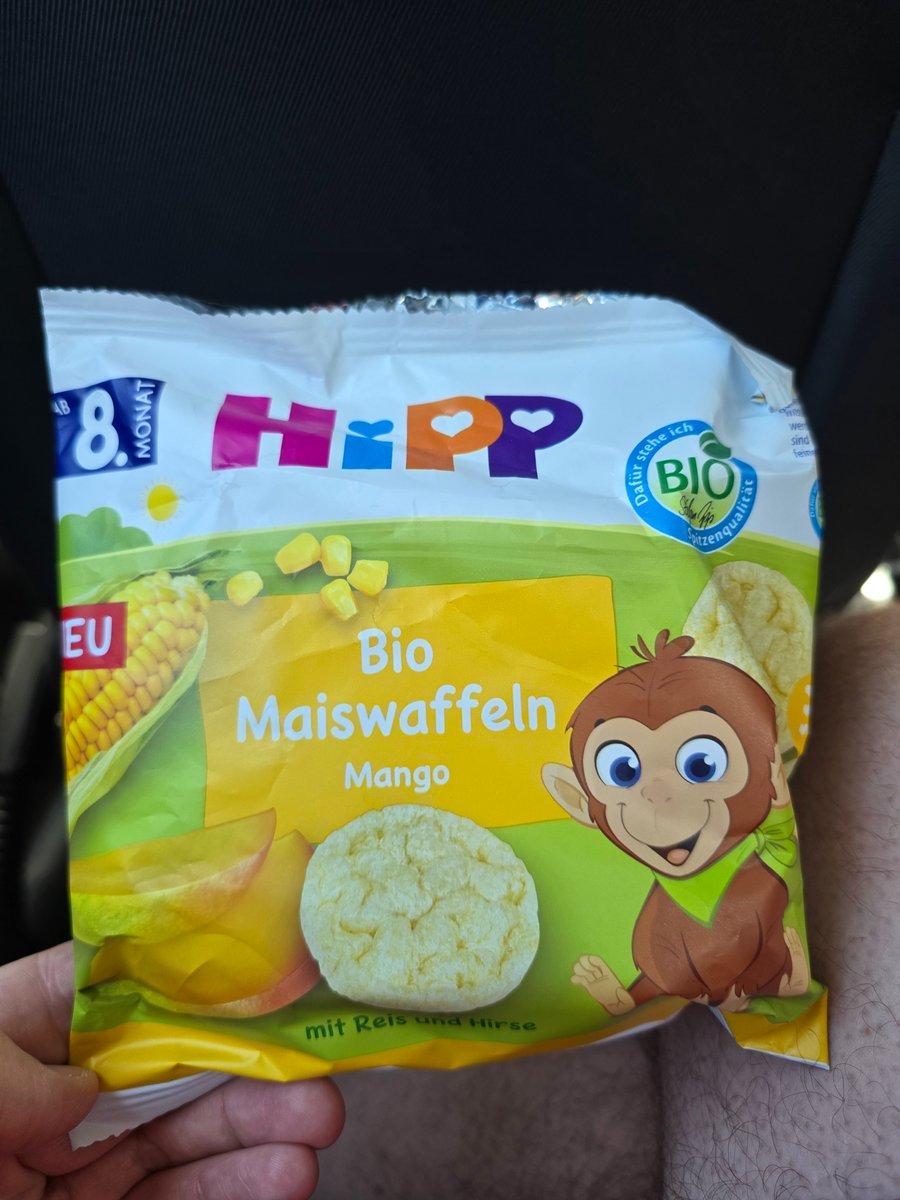 AB
8.
MONAT
HiPP
Dafür stehe ich
BIO
Spitzenqualität
NEU
Bio
Maiswaffeln
Mango
mit Reis und Hirse